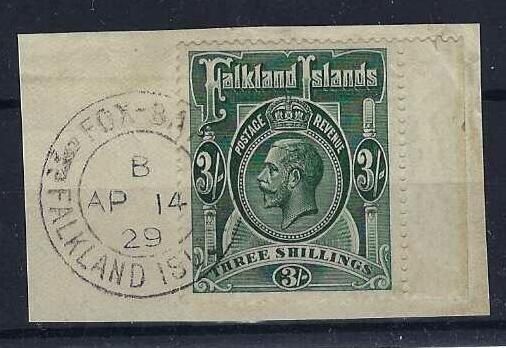 Falkland Islands
POSTAGE REVENUE
3/- 3/-
THREE SHILLINGS
3/-
FOX-BA
B
AP 14
29
FALKLAND IS